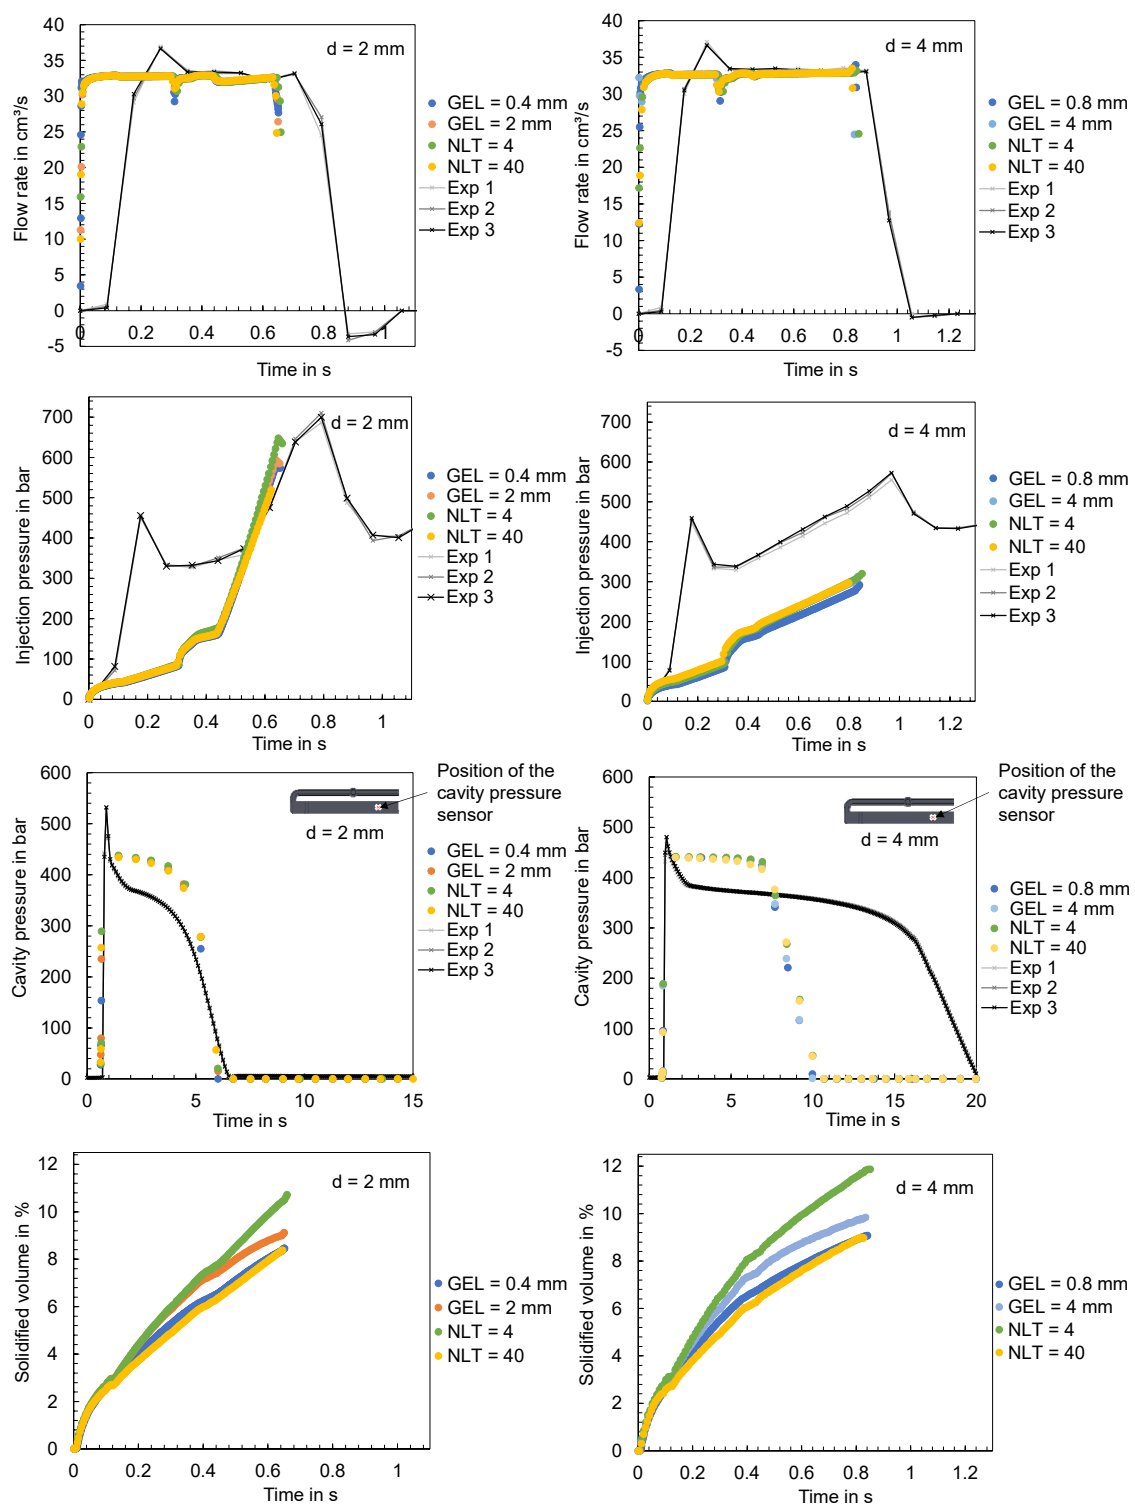 d = 2 mm
Flow rate in cm³/s
40
35
30
25
20
15
10
5
0
-5
0
0.2
0.4
0.6
0.8
1
Time in s
GEL = 0.4 mm
GEL = 2 mm
NLT = 4
NLT = 40
Exp 1
Exp 2
Exp 3
d = 4 mm
Flow rate in cm³/s
40
35
30
25
20
15
10
5
0
-5
0
0.2
0.4
0.6
0.8
1
1.2
Time in s
GEL = 0.8 mm
GEL = 4 mm
NLT = 4
NLT = 40
Exp 1
Exp 2
Exp 3
d = 2 mm
Injection pressure in bar
700
600
500
400
300
200
100
0
0
0.2
0.4
0.6
0.8
1
Time in s
GEL = 0.4 mm
GEL = 2 mm
NLT = 4
NLT = 40
Exp 1
Exp 2
Exp 3
d = 4 mm
Injection pressure in bar
700
600
500
400
300
200
100
0
0
0.2
0.4
0.6
0.8
1
1.2
Time in s
GEL = 0.8 mm
GEL = 4 mm
NLT = 4
NLT = 40
Exp 1
Exp 2
Exp 3
Position of the
cavity pressure
sensor
d = 2 mm
Cavity pressure in bar
600
500
400
300
200
100
0
0
5
10
15
Time in s
GEL = 0.4 mm
GEL = 2 mm
NLT = 4
NLT = 40
Exp 1
Exp 2
Exp 3
Position of the
cavity pressure
sensor
d = 4 mm
Cavity pressure in bar
600
500
400
300
200
100
0
0
5
10
15
20
Time in s
GEL = 0.8 mm
GEL = 4 mm
NLT = 4
NLT = 40
Exp 1
Exp 2
Exp 3
d = 2 mm
Solidified volume in %
12
10
8
6
4
2
0
0
0.2
0.4
0.6
0.8
1
Time in s
GEL = 0.4 mm
GEL = 2 mm
NLT = 4
NLT = 40
d = 4 mm
Solidified volume in %
12
10
8
6
4
2
0
0
0.2
0.4
0.6
0.8
1
1.2
Time in s
GEL = 0.8 mm
GEL = 4 mm
NLT = 4
NLT = 40